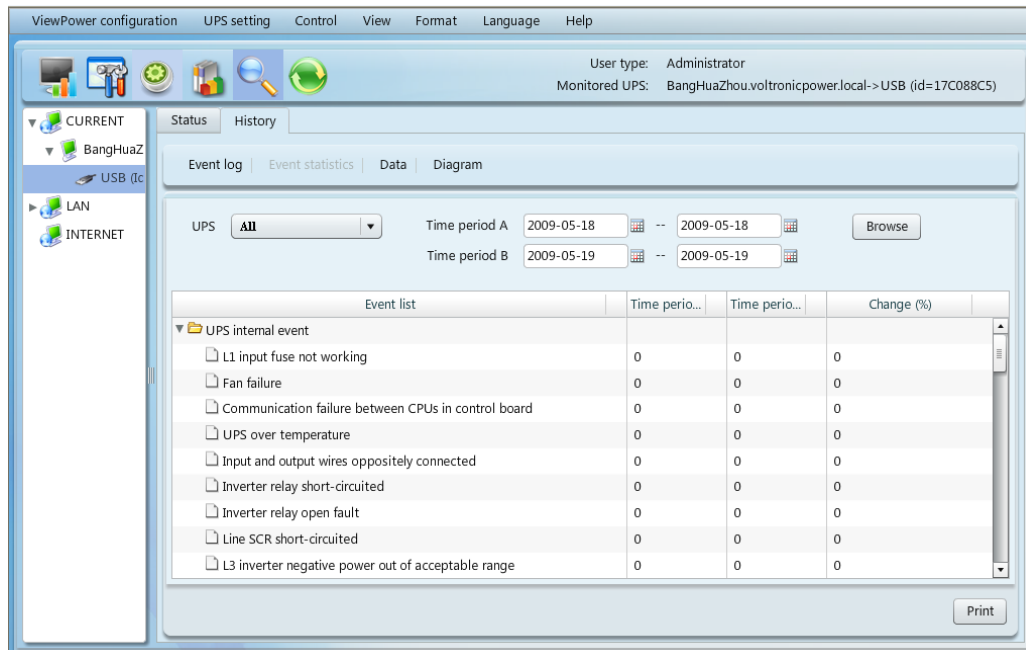 ViewPower configuration UPS setting Control View Format Language Help
User type: Administrator
Monitored UPS: BangHuaZhou.voltronicpower.local->USB (id=17C088C5)
CURRENT
BangHuaZ
USB (Ic
LAN
INTERNET
Status History
Event log Event statistics Data Diagram
UPS All Time period A 2009-05-18 -- 2009-05-18 Browse
Time period B 2009-05-19 -- 2009-05-19
Event list Time perio... Time perio... Change (%)
UPS internal event
L1 input fuse not working 0 0 0
Fan failure 0 0 0
Communication failure between CPUs in control board 0 0 0
UPS over temperature 0 0 0
Input and output wires oppositely connected 0 0 0
Inverter relay short-circuited 0 0 0
Inverter relay open fault 0 0 0
Line SCR short-circuited 0 0 0
L3 inverter negative power out of acceptable range 0 0 0
Print